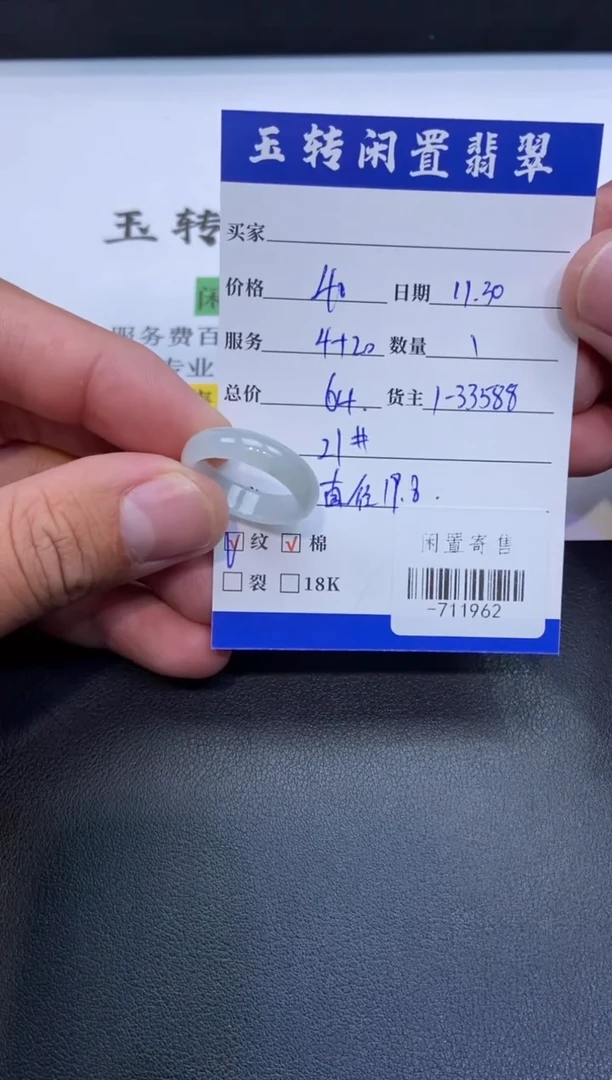 玉转闲置翡翠
玉转
闲
服务费百
专业
买家
价格 40 日期 11.30
服务 4+20 数量 1
总价 64. 货主 1-33588
21#
直径17.8.
纹 棉
裂 18K
闲置寄售
-711962